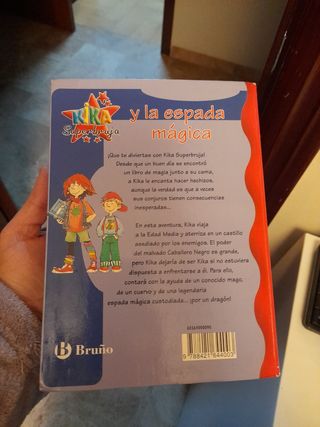 KIKA
Superbruja
y la espada
mágica
¡Que te diviertas con Kika Superbruja!
Desde que un buen día se encontró
un libro de magia junto a su cama,
a Kika le encanta hacer hechizos,
aunque la verdad es que a veces
sus conjuros tienen consecuencias
inesperadas...
En esta aventura, Kika viaja
a la Edad Media y aterriza en un castillo
asediado por los enemigos. El poder
del malvado Caballero Negro es grande,
pero Kika dejaría de ser Kika si no estuviera
dispuesta a enfrentarse a él. Para ello,
contará con la ayuda de un conocido mago,
de un cuervo y de una legendaria
espada mágica custodiada... ¡por un dragón!
Bruño
9 788421 644003